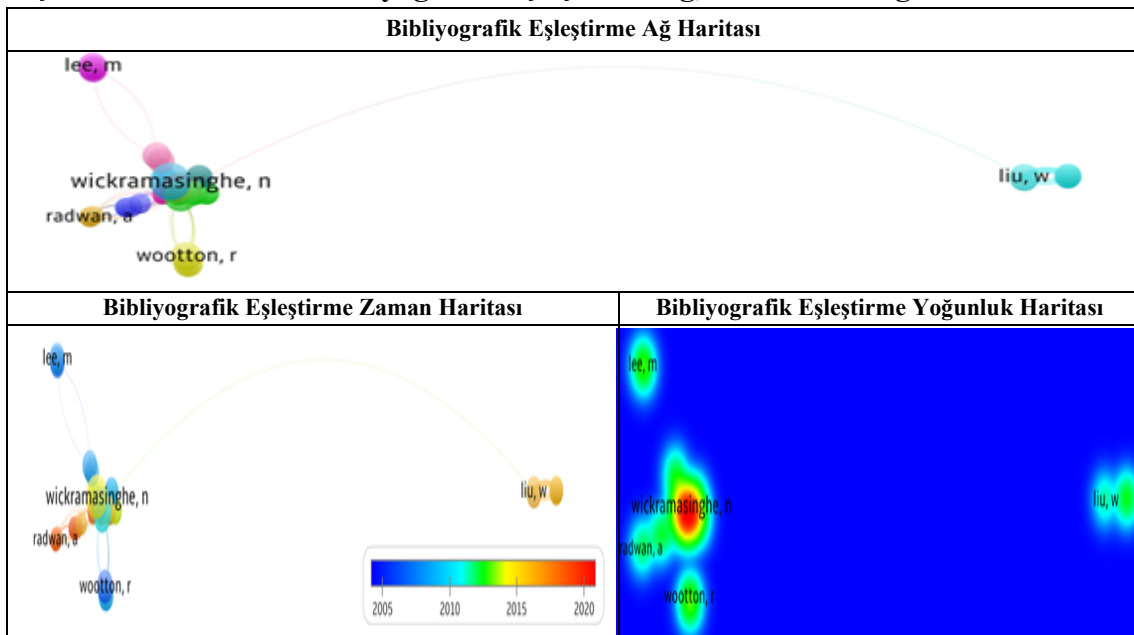 Bibliyografik Eşleştirme Ağ Haritası
lee, m
wickramasinghe, n
liu, w
radwan, a
wootton, r
Bibliyografik Eşleştirme Zaman Haritası
Bibliyografik Eşleştirme Yoğunluk Haritası
lee, m
wickramasinghe, n
liu, w
radwan, a
wootton, r
2005 2010 2015 2020
lee, m
wickramasinghe, n
liu, w
radwan, a
wootton, r